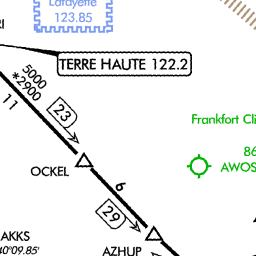 Lafayette
123.85
RI
TERRE HAUTE 122.2
5000
*2900
11
23
Frankfort Cli
OCKEL
86
AWOS
6
29
AKKS
40°09.85'
AZHUP